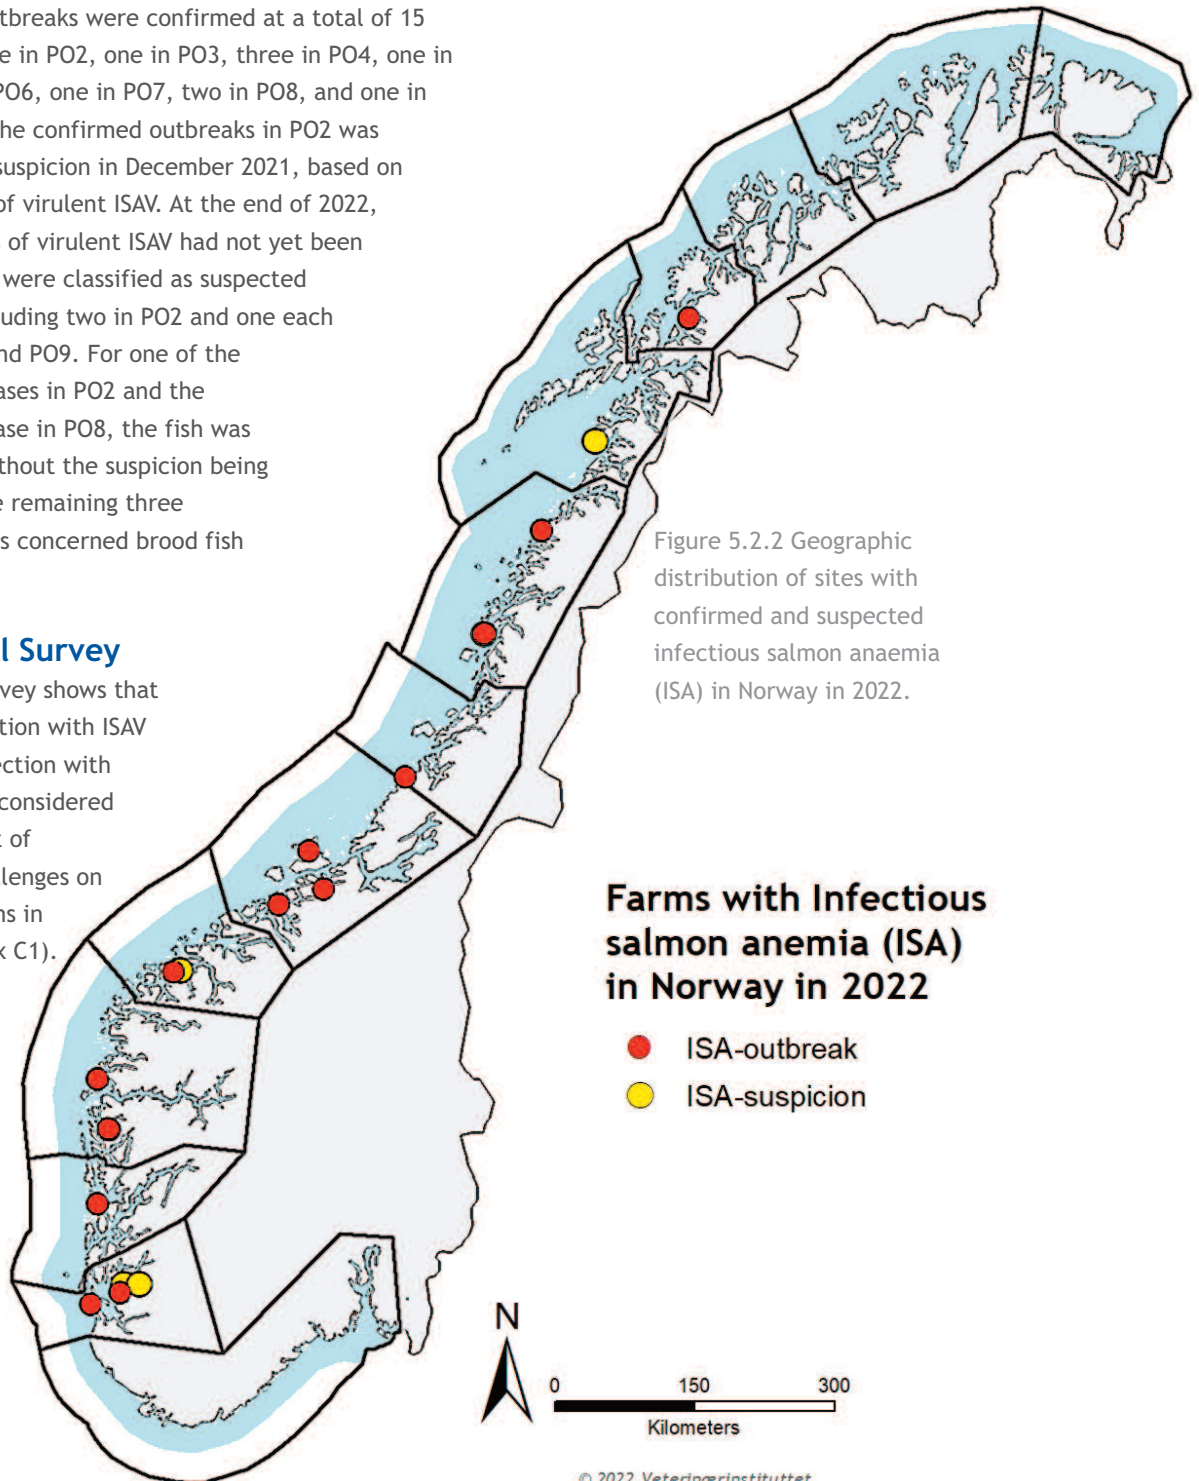 tbreaks were confirmed at a total of 15
e in PO2, one in PO3, three in PO4, one in
PO6, one in PO7, two in PO8, and one in
he confirmed outbreaks in PO2 was
suspicion in December 2021, based on
of virulent ISAV. At the end of 2022,
of virulent ISAV had not yet been
were classified as suspected
luding two in PO2 and one each
nd PO9. For one of the
ases in PO2 and the
ase in PO8, the fish was
ithout the suspicion being
e remaining three
s concerned brood fish
Figure 5.2.2 Geographic
distribution of sites with
confirmed and suspected
infectious salmon anaemia
(ISA) in Norway in 2022.
l Survey
rvey shows that
tion with ISAV
ection with
considered
of
llenges on
ns in
k C1).
Farms with Infectious
salmon anemia (ISA)
in Norway in 2022
ISA-outbreak
ISA-suspicion
N
0 150 300
Kilometers
© 2022 Veterinærinstituttet